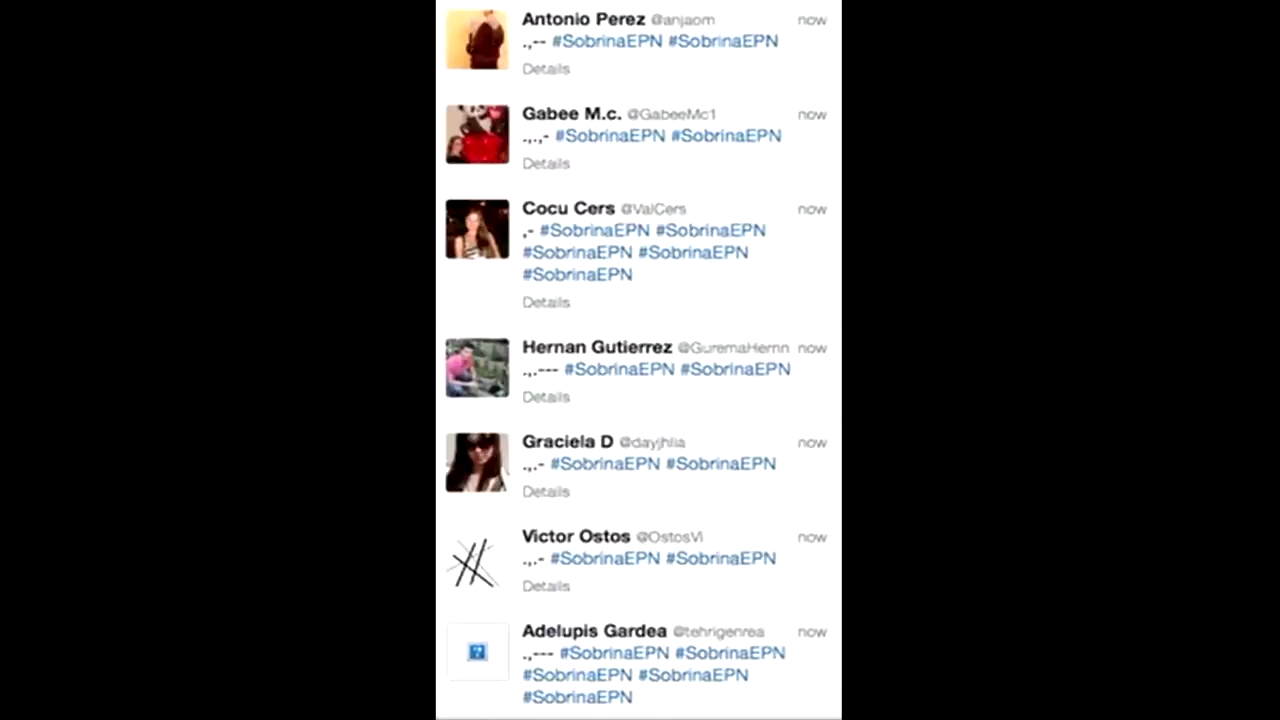 Antonio Perez @anjaom now
.,-- #SobrinaEPN #SobrinaEPN
Details
Gabee M.c. @GabeeMc1 now
.,.,- #SobrinaEPN #SobrinaEPN
Details
Cocu Cers @ValCers now
,- #SobrinaEPN #SobrinaEPN
#SobrinaEPN #SobrinaEPN
#SobrinaEPN
Details
Hernan Gutierrez @GuremaHernn now
.,.--- #SobrinaEPN #SobrinaEPN
Details
Graciela D @dayjhlia now
.,.- #SobrinaEPN #SobrinaEPN
Details
Victor Ostos @OstosVi now
.,.- #SobrinaEPN #SobrinaEPN
Details
Adelupis Gardea @tehrigenrea now
.,--- #SobrinaEPN #SobrinaEPN
#SobrinaEPN #SobrinaEPN
#SobrinaEPN